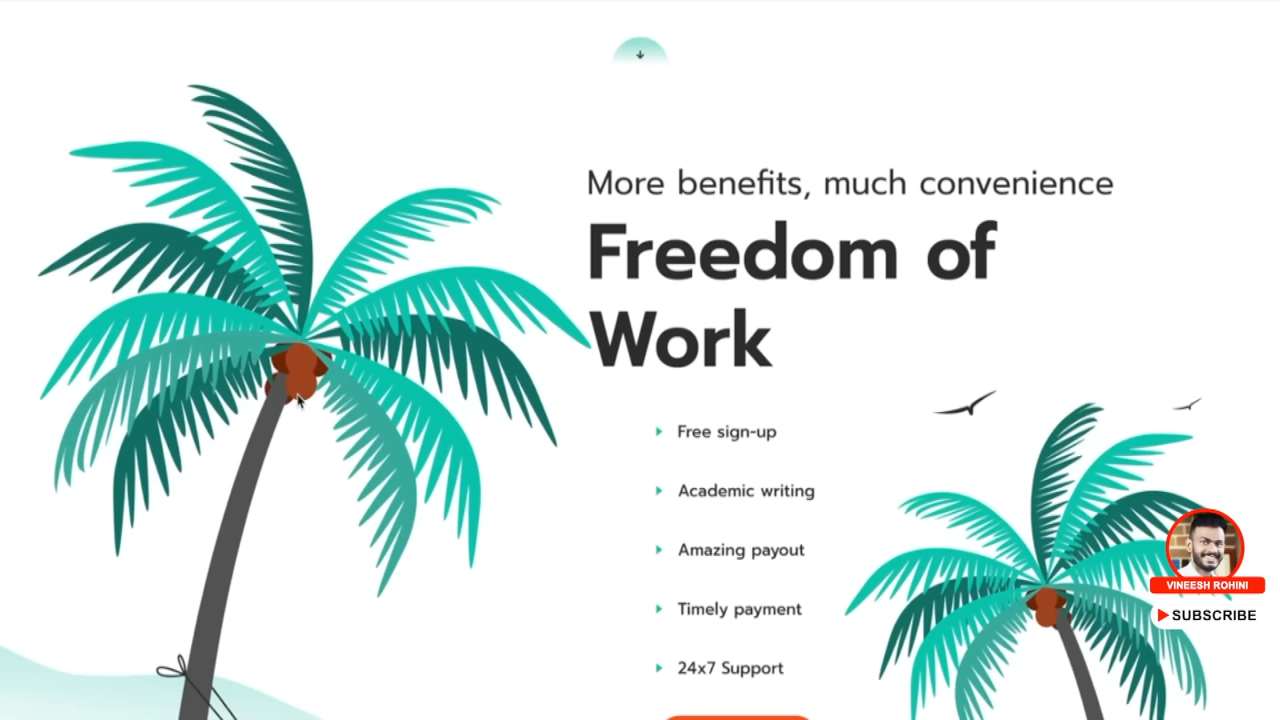 More benefits, much convenience
Freedom of
Work
Free sign-up
Academic writing
Amazing payout
Timely payment
24x7 Support
VINEESH ROHINI
SUBSCRIBE